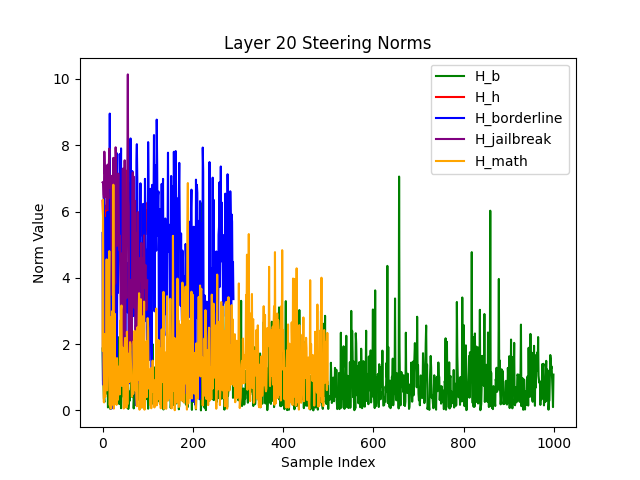 Layer 20 Steering Norms
H_b
H_h
H_borderline
H_jailbreak
H_math
Norm Value
10
8
6
4
2
0
0 200 400 600 800 1000
Sample Index